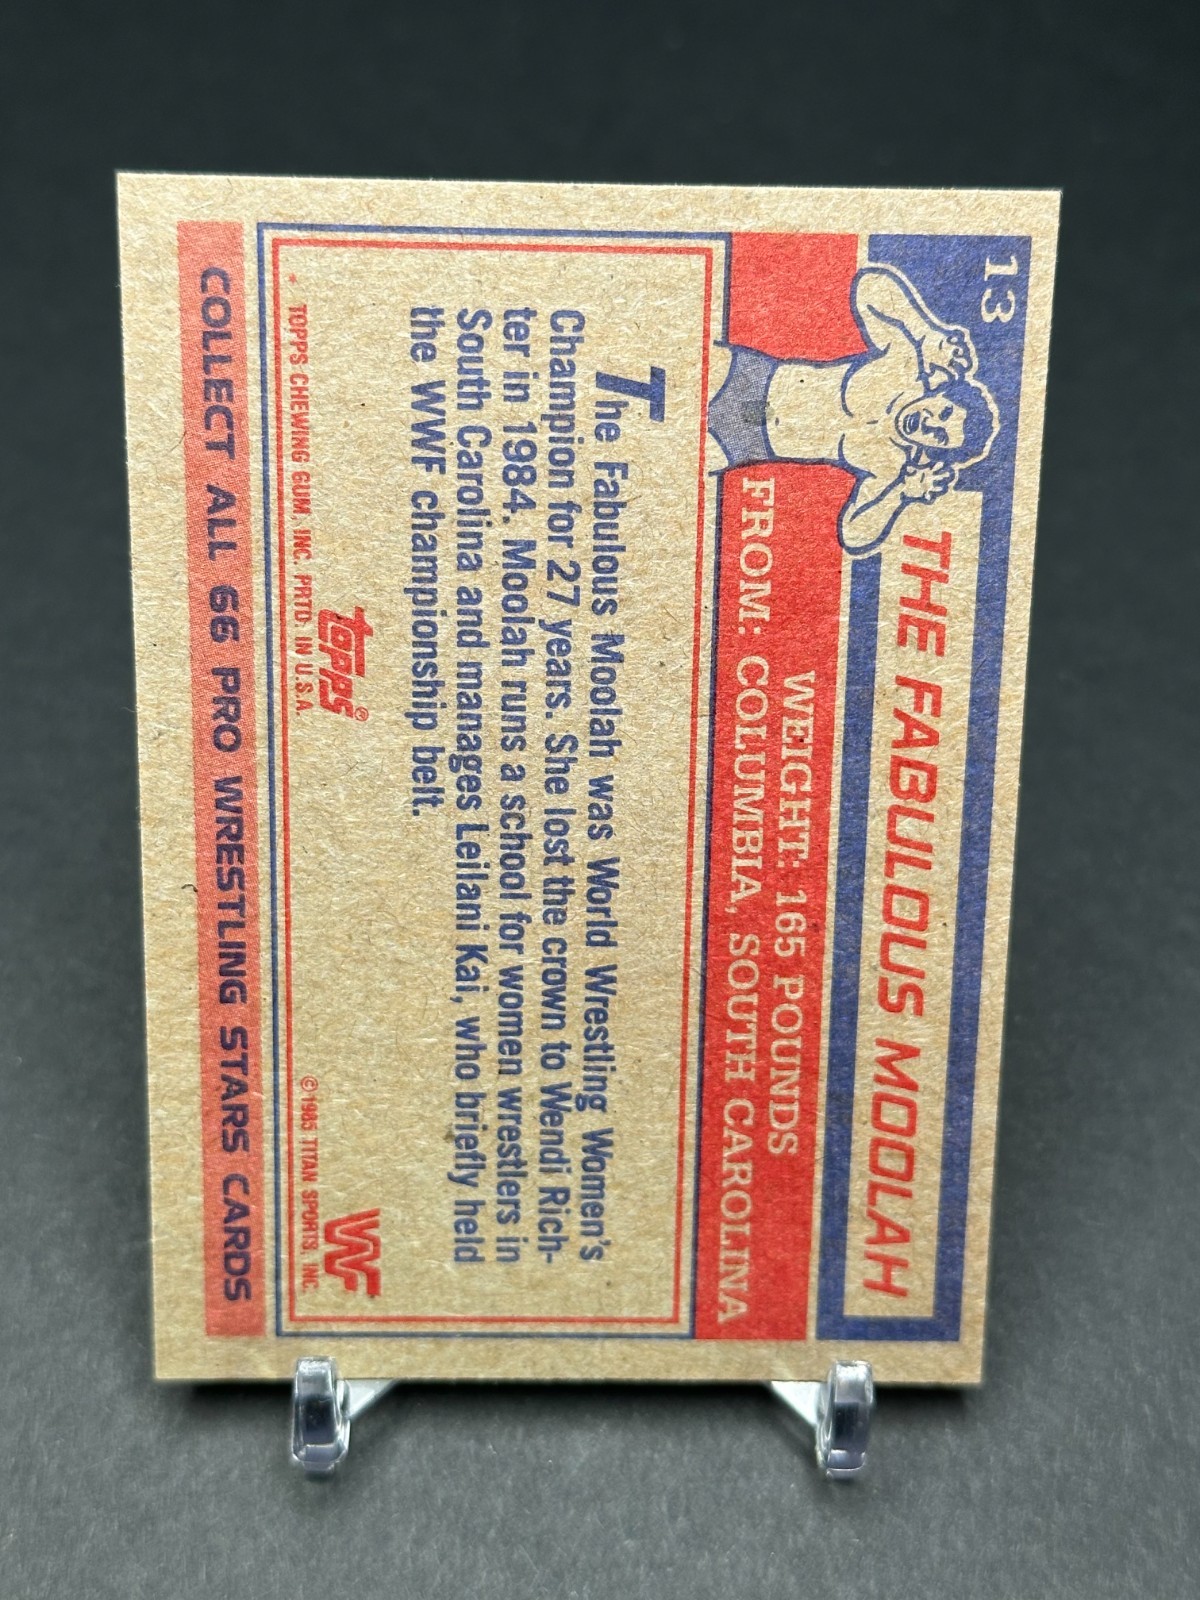 13
THE FABULOUS MOOLAH
WEIGHT: 165 POUNDS
FROM: COLUMBIA, SOUTH CAROLINA
The Fabulous Moolah was World Wrestling Women's
Champion for 27 years. She lost the crown to Wendi Rich-
ter in 1984. Moolah runs a school for women wrestlers in
South Carolina and manages Leilani Kai, who briefly held
the WWF championship belt.
topps®
WF
* TOPPS CHEWING GUM, INC. PRTD. IN U.S.A.
©1985 TITAN SPORTS, INC.
COLLECT ALL 66 PRO WRESTLING STARS CARDS